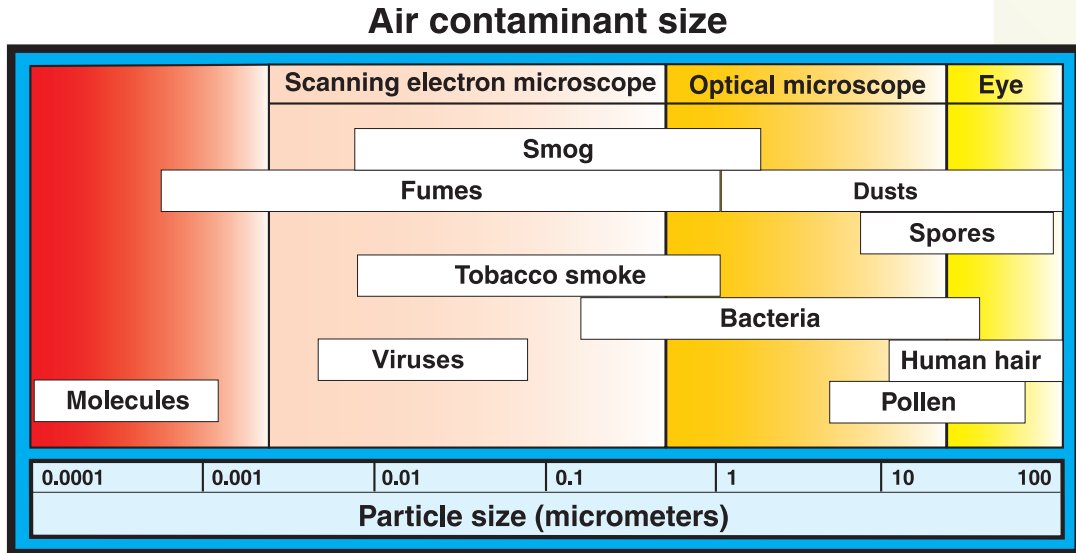 Air contaminant size
Scanning electron microscope Optical microscope Eye
Smog
Fumes Dusts
Spores
Tobacco smoke
Bacteria
Viruses Human hair
Molecules Pollen
0.0001 0.001 0.01 0.1 1 10 100
Particle size (micrometers)